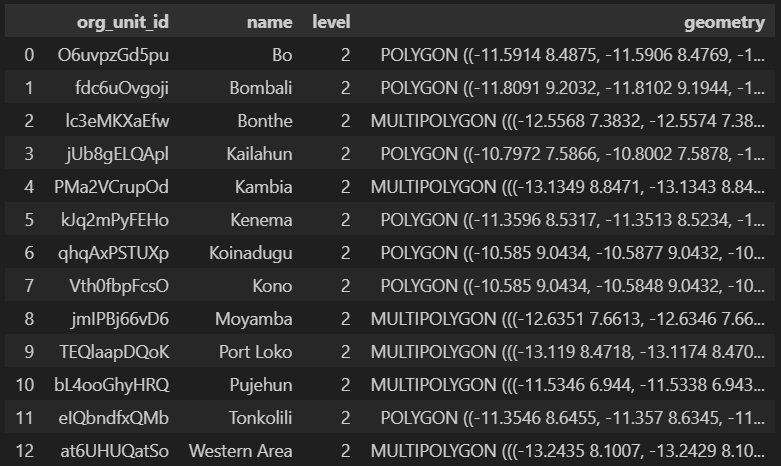 org_unit_id name level geometry
0 O6uvpzGd5pu Bo 2 POLYGON ((-11.5914 8.4875, -11.5906 8.4769, -1...
1 fdc6uOvgoji Bombali 2 POLYGON ((-11.8091 9.2032, -11.8102 9.1944, -1...
2 lc3eMKXaEfw Bonthe 2 MULTIPOLYGON (((-12.5568 7.3832, -12.5574 7.38...
3 jUb8gELQApl Kailahun 2 POLYGON ((-10.7972 7.5866, -10.8002 7.5878, -1...
4 PMa2VCrupOd Kambia 2 MULTIPOLYGON (((-13.1349 8.8471, -13.1343 8.84...
5 kJq2mPyFEHo Kenema 2 POLYGON ((-11.3596 8.5317, -11.3513 8.5234, -1...
6 qhqAxPSTUXp Koinadugu 2 POLYGON ((-10.585 9.0434, -10.5877 9.0432, -10...
7 Vth0fbpFcsO Kono 2 POLYGON ((-10.585 9.0434, -10.5848 9.0432, -10...
8 jmIPBj66vD6 Moyamba 2 MULTIPOLYGON (((-12.6351 7.6613, -12.6346 7.66...
9 TEQlaapDQoK Port Loko 2 MULTIPOLYGON (((-13.119 8.4718, -13.1174 8.470...
10 bL4ooGhyHRQ Pujehun 2 MULTIPOLYGON (((-11.5346 6.944, -11.5338 6.943...
11 eIQbndfxQMb Tonkolili 2 POLYGON ((-11.3546 8.6455, -11.357 8.6345, -11...
12 at6UHUQatSo Western Area 2 MULTIPOLYGON (((-13.2435 8.1007, -13.2429 8.10...